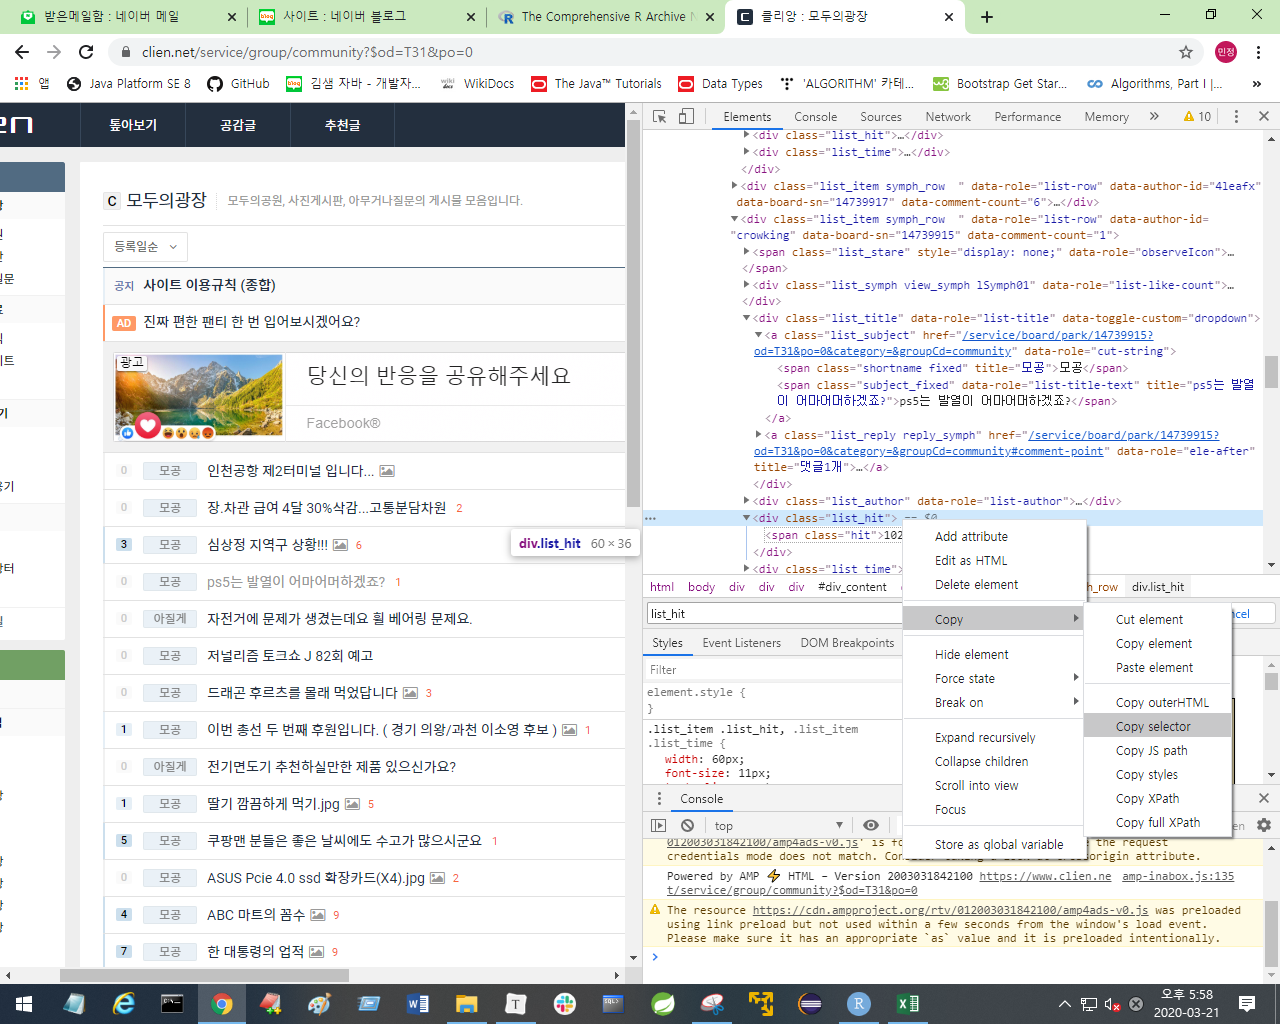 받은메일함 : 네이버 메일
사이트 : 네이버 블로그
The Comprehensive R Archive N
클리앙 : 모두의광장
clien.net/service/group/community?$od=T31&po=0
민정
앱
Java Platform SE 8
GitHub
김샘 자바 - 개발자...
WikiDocs
The Java™ Tutorials
Data Types
'ALGORITHM' 카테...
Bootstrap Get Star...
Algorithms, Part I |...
»
톺아보기
공감글
추천글
C 모두의광장
모두의공원, 사진게시판, 아무거나질문의 게시물 모음입니다.
등록일순
공지 사이트 이용규칙 (종합)
AD 진짜 편한 팬티 한 번 입어보시겠어요?
광고
당신의 반응을 공유해주세요
Facebook®
0 모공 인천공항 제2터미널 입니다...
0 모공 장.차관 급여 4달 30%삭감...고통분담차원 2
3 모공 심상정 지역구 상황!!! 6
div.list_hit 60 × 36
0 모공 ps5는 발열이 어마어머하겠죠? 1
0 아질게 자전거에 문제가 생겼는데요 휠 베어링 문제요.
0 모공 저널리즘 토크쇼 J 82회 예고
0 모공 드래곤 후르츠를 몰래 먹었답니다 3
1 모공 이번 총선 두 번째 후원입니다. ( 경기 의왕/과천 이소영 후보 ) 1
0 아질게 전기면도기 추천하실만한 제품 있으신가요?
1 모공 딸기 깜끔하게 먹기.jpg 5
5 모공 쿠팡맨 분들은 좋은 날씨에도 수고가 많으시군요 1
0 모공 ASUS Pcie 4.0 ssd 확장카드(X4).jpg 2
4 모공 ABC 마트의 꼼수 9
7 모공 한 대통령의 업적 9
Elements
Console
Sources
Network
Performance
Memory
»
10
<div class="list_hit">…</div>
<div class="list_time">…</div>
</div>
<div class="list_item symph_row  " data-role="list-row" data-author-id="4leafx"
data-board-sn="14739917" data-comment-count="6">…</div>
<div class="list_item symph_row  " data-role="list-row" data-author-id=
"crowking" data-board-sn="14739915" data-comment-count="1">
<span class="list_stare" style="display: none;" data-role="observeIcon">…
</span>
<div class="list_symph view_symph lSymph01" data-role="list-like-count">…
</div>
<div class="list_title" data-role="list-title" data-toggle-custom="dropdown">
<a class="list_subject" href="/service/board/park/14739915?
od=T31&po=0&category=&groupCd=community" data-role="cut-string">
<span class="shortname fixed" title="모공">모공</span>
<span class="subject_fixed" data-role="list-title-text" title="ps5는 발열
이 어마어머하겠죠?">ps5는 발열이 어마어머하겠죠?</span>
</a>
<a class="list_reply reply_symph" href="/service/board/park/14739915?
od=T31&po=0&category=&groupCd=community#comment-point" data-role="ele-after"
title="댓글1개">…</a>
</div>
<div class="list_author" data-role="list-author">…</div>
<div class="list_hit"> == $0
<span class="hit">102
</div>
<div class="list_time">
html body div div div #div_content
h_row div.list_hit
list_hit
ncel
Styles
Event Listeners
DOM Breakpoints
Filter
element.style {
}
.list_item .list_hit, .list_item
.list_time {
width: 60px;
font-size: 11px;
Add attribute
Edit as HTML
Delete element
Copy
Hide element
Force state
Break on
Expand recursively
Collapse children
Scroll into view
Focus
Store as global variable
Cut element
Copy element
Paste element
Copy outerHTML
Copy selector
Copy JS path
Copy styles
Copy XPath
Copy full XPath
Console
top
012003031842100/amp4ads-v0.js' is fo
the request
credentials mode does not match.
origin attribute.
Powered by AMP ⚡ HTML – Version 2003031842100 https://www.clien.ne amp-inabox.js:135
t/service/group/community?$od=T31&po=0
The resource https://cdn.ampproject.org/rtv/012003031842100/amp4ads-v0.js was preloaded
using link preload but not used within a few seconds from the window's load event.
Please make sure it has an appropriate `as` value and it is preloaded intentionally.
오후 5:58
2020-03-21